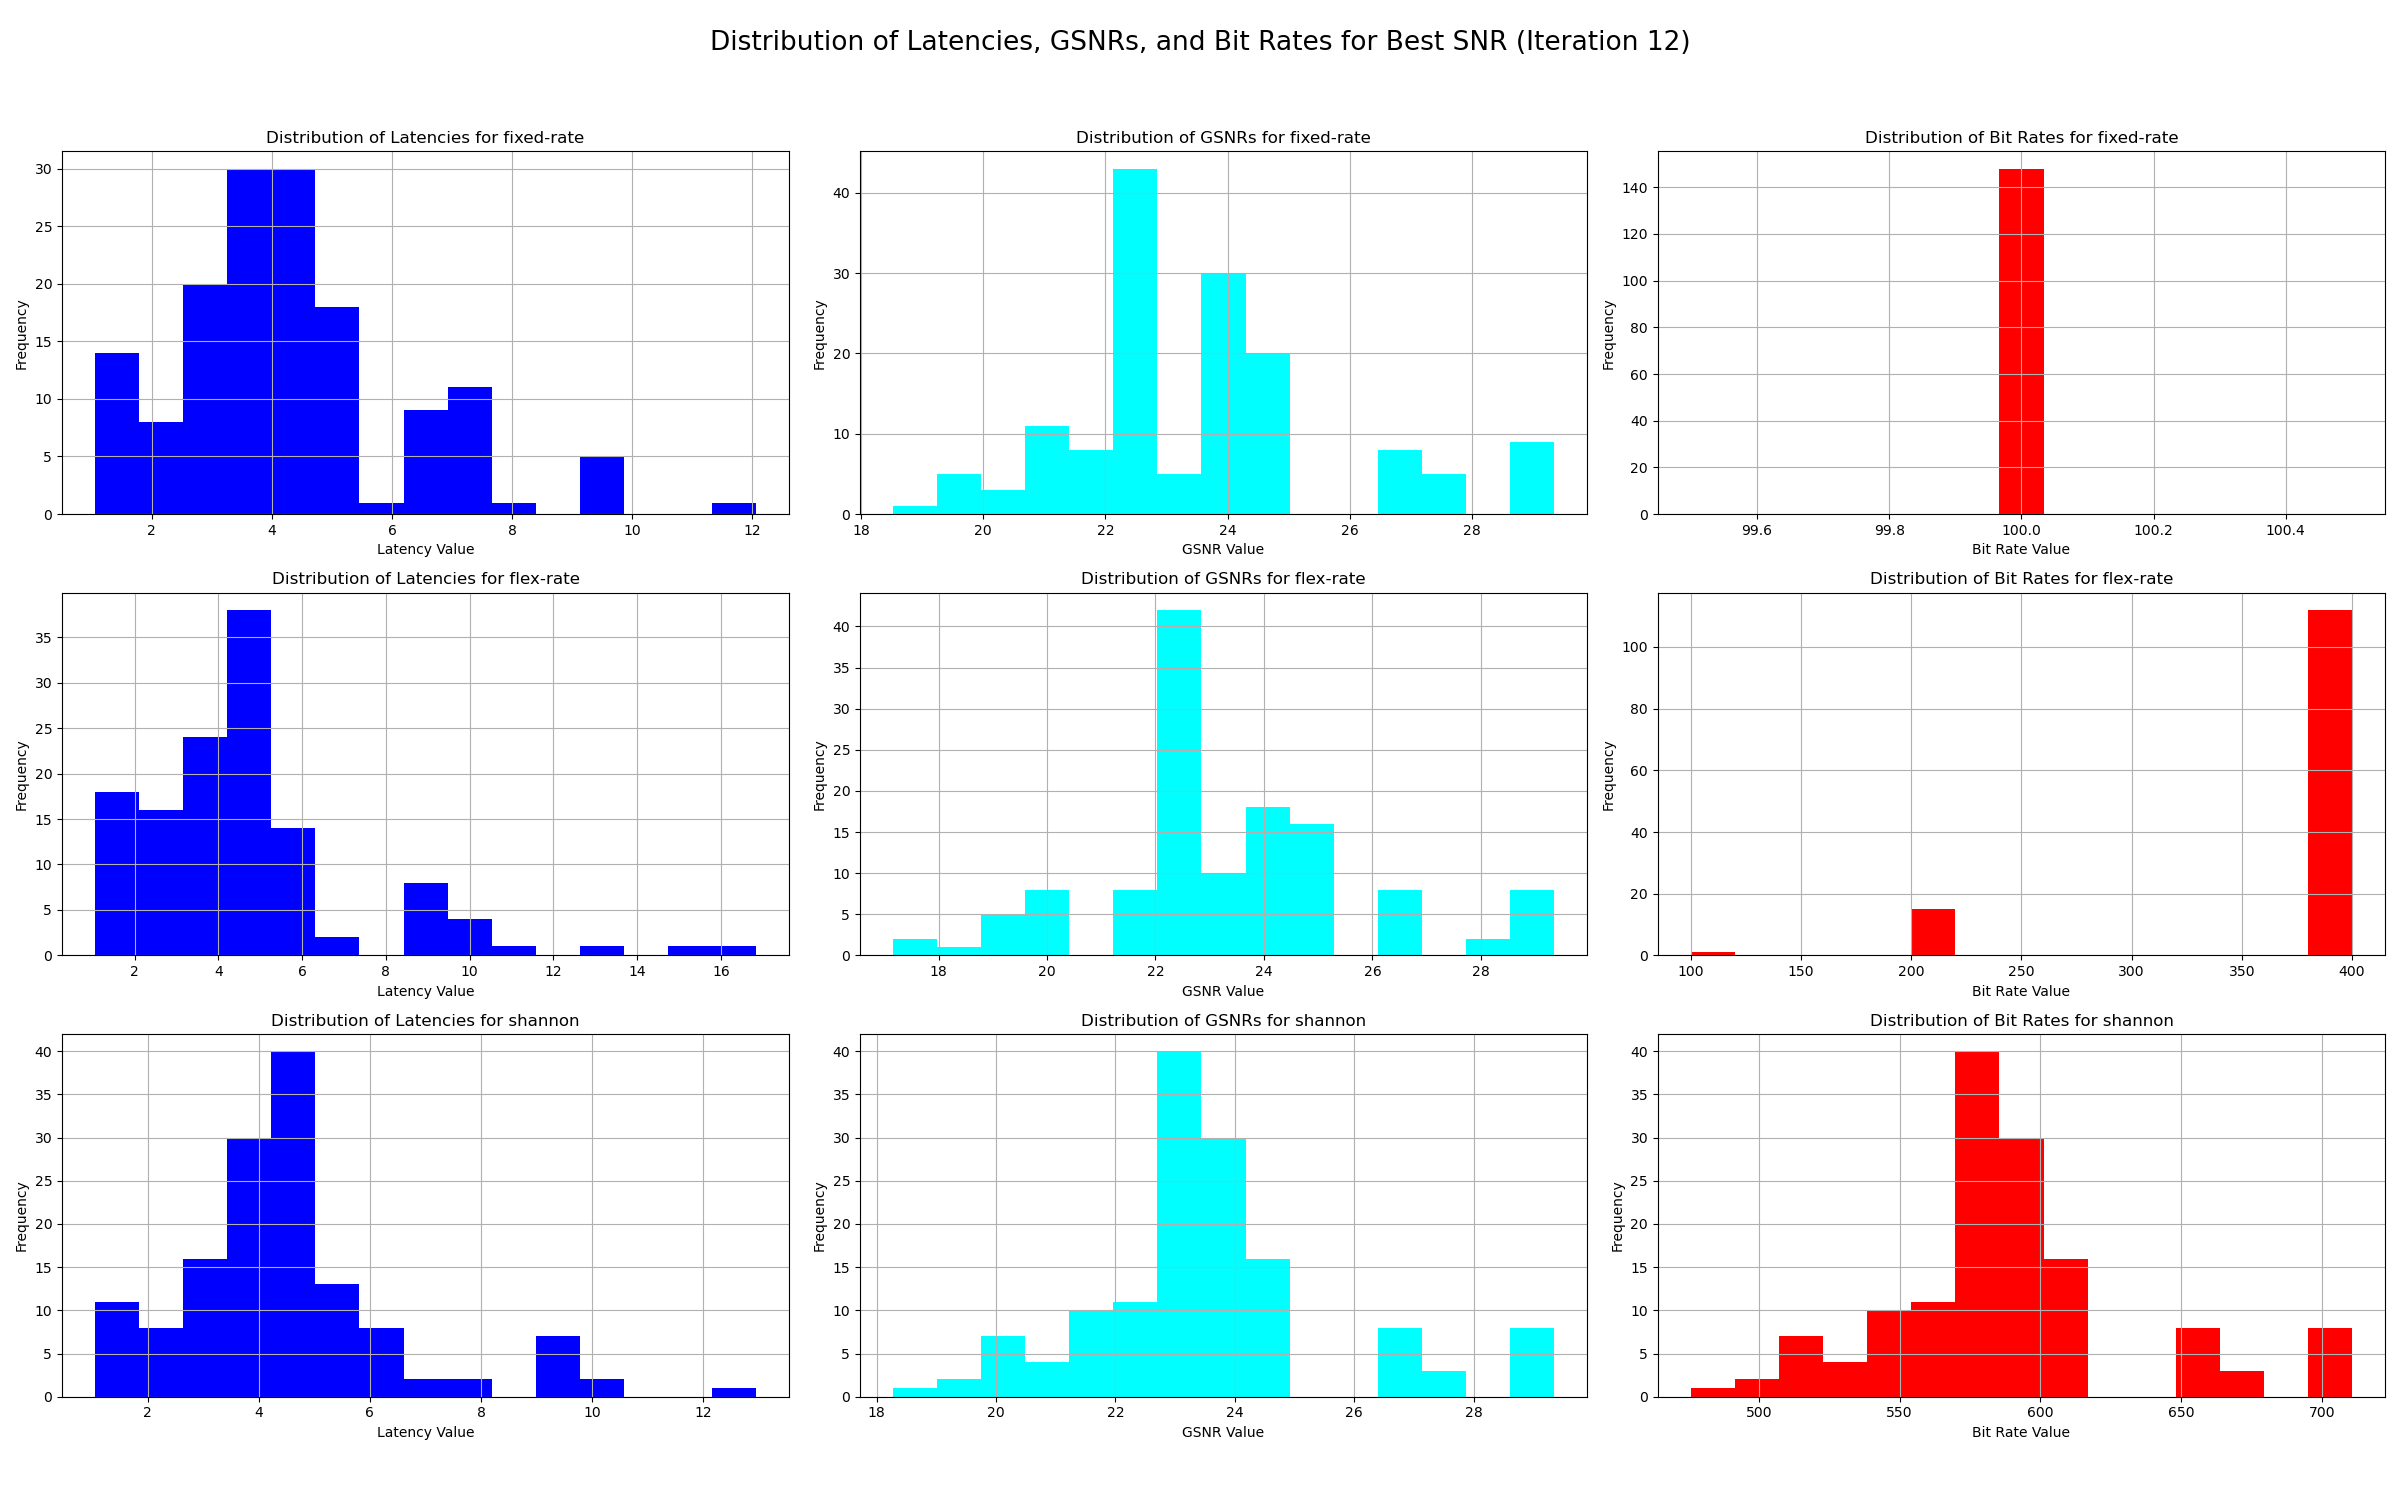 Distribution of Latencies, GSNRs, and Bit Rates for Best SNR (Iteration 12)
Distribution of Latencies for fixed-rate
30
25
20
15
10
5
0
Frequency
2 4 6 8 10 12
Latency Value
Distribution of GSNRs for fixed-rate
40
30
20
10
0
Frequency
18 20 22 24 26 28
GSNR Value
Distribution of Bit Rates for fixed-rate
140
120
100
80
60
40
20
0
Frequency
99.6 99.8 100.0 100.2 100.4
Bit Rate Value
Distribution of Latencies for flex-rate
35
30
25
20
15
10
5
0
Frequency
2 4 6 8 10 12 14 16
Latency Value
Distribution of GSNRs for flex-rate
40
35
30
25
20
15
10
5
0
Frequency
18 20 22 24 26 28
GSNR Value
Distribution of Bit Rates for flex-rate
100
80
60
40
20
0
Frequency
100 150 200 250 300 350 400
Bit Rate Value
Distribution of Latencies for shannon
40
35
30
25
20
15
10
5
0
Frequency
2 4 6 8 10 12
Latency Value
Distribution of GSNRs for shannon
40
35
30
25
20
15
10
5
0
Frequency
18 20 22 24 26 28
GSNR Value
Distribution of Bit Rates for shannon
40
35
30
25
20
15
10
5
0
Frequency
500 550 600 650 700
Bit Rate Value